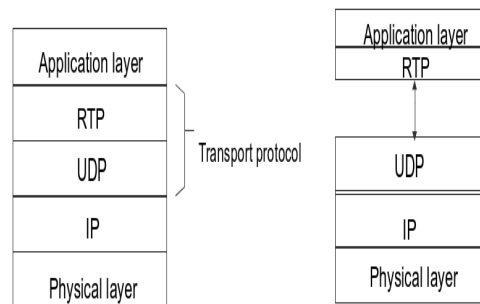 Application layer
RTP
UDP
IP
Physical layer
Transport protocol
Application layer
RTP
UDP
IP
Physical layer